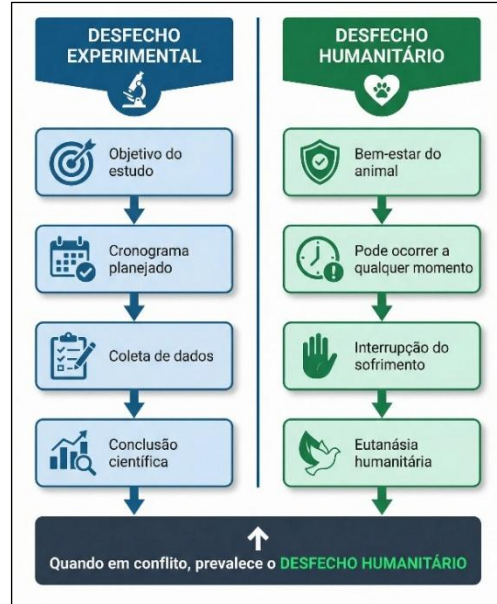 DESFECHO
EXPERIMENTAL
Objetivo do
estudo
Cronograma
planejado
Coleta de dados
Conclusão
científica
DESFECHO
HUMANITÁRIO
Bem-estar do
animal
Pode ocorrer a
qualquer momento
Interrupção do
sofrimento
Eutanásia
humanitária
Quando em conflito, prevalece o DESFECHO HUMANITÁRIO